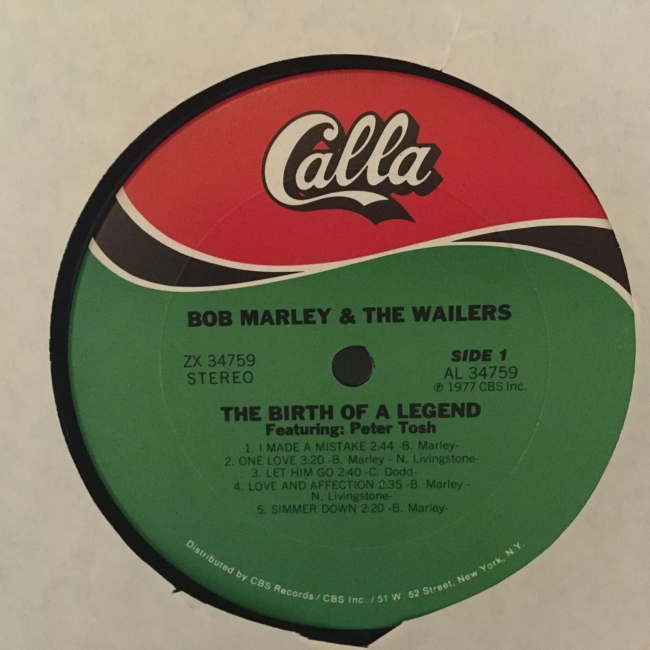 Calla
BOB MARLEY & THE WAILERS
ZX 34759
STEREO
SIDE 1
AL 34759
℗ 1977 CBS Inc.
THE BIRTH OF A LEGEND
Featuring: Peter Tosh
1. I MADE A MISTAKE 2:44 -B. Marley-
2. ONE LOVE 3:20 -B. Marley - N. Livingstone-
3. LET HIM GO 2:40 -C. Dodd-
4. LOVE AND AFFECTION 2:35 -B. Marley -
N. Livingstone-
5. SIMMER DOWN 2:20 -B. Marley-
Distributed by CBS Records / CBS Inc. / 51 W. 52 Street, New York, N.Y.